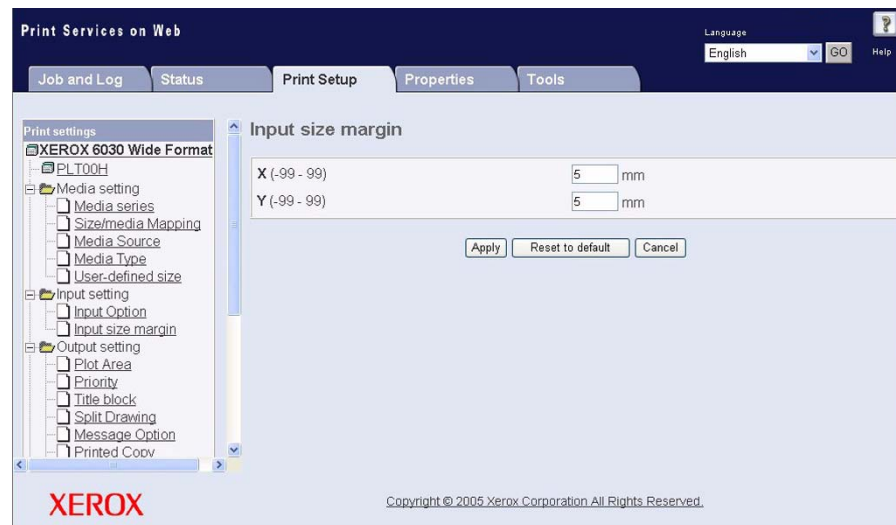 Print Services on Web
Language
English
GO
?
Help
Job and Log
Status
Print Setup
Properties
Tools
Print settings
XEROX 6030 Wide Format
PLT00H
Media setting
Media series
Size/media Mapping
Media Source
Media Type
User-defined size
Input setting
Input Option
Input size margin
Output setting
Plot Area
Priority
Title block
Split Drawing
Message Option
Printed Copy
Input size margin
X (-99 - 99) 5 mm
Y (-99 - 99) 5 mm
Apply Reset to default Cancel
XEROX
Copyright © 2005 Xerox Corporation All Rights Reserved.